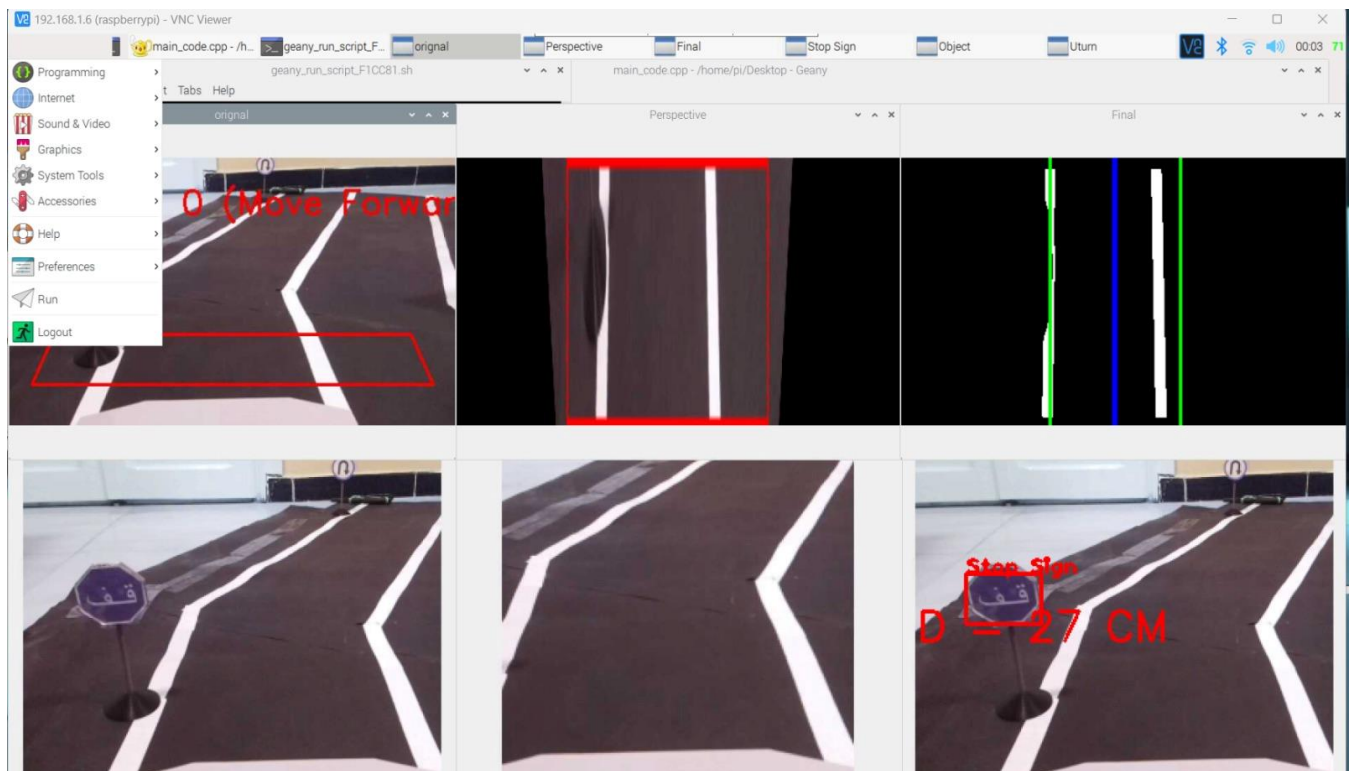 192.168.1.6 (raspberrypi) - VNC Viewer
main_code.cpp - /h...
geany_run_script_F...
orignal
Perspective
Final
Stop Sign
Object
Uturn
00:03
71
Programming
Internet
Sound & Video
Graphics
System Tools
Accessories
Help
Preferences
Run
Logout
geany_run_script_F1CC81.sh
main_code.cpp - /home/pi/Desktop - Geany
t Tabs Help
orignal
Perspective
Final
0 (Move Forwar
قف
Stop Sign
قف
D = 27 CM